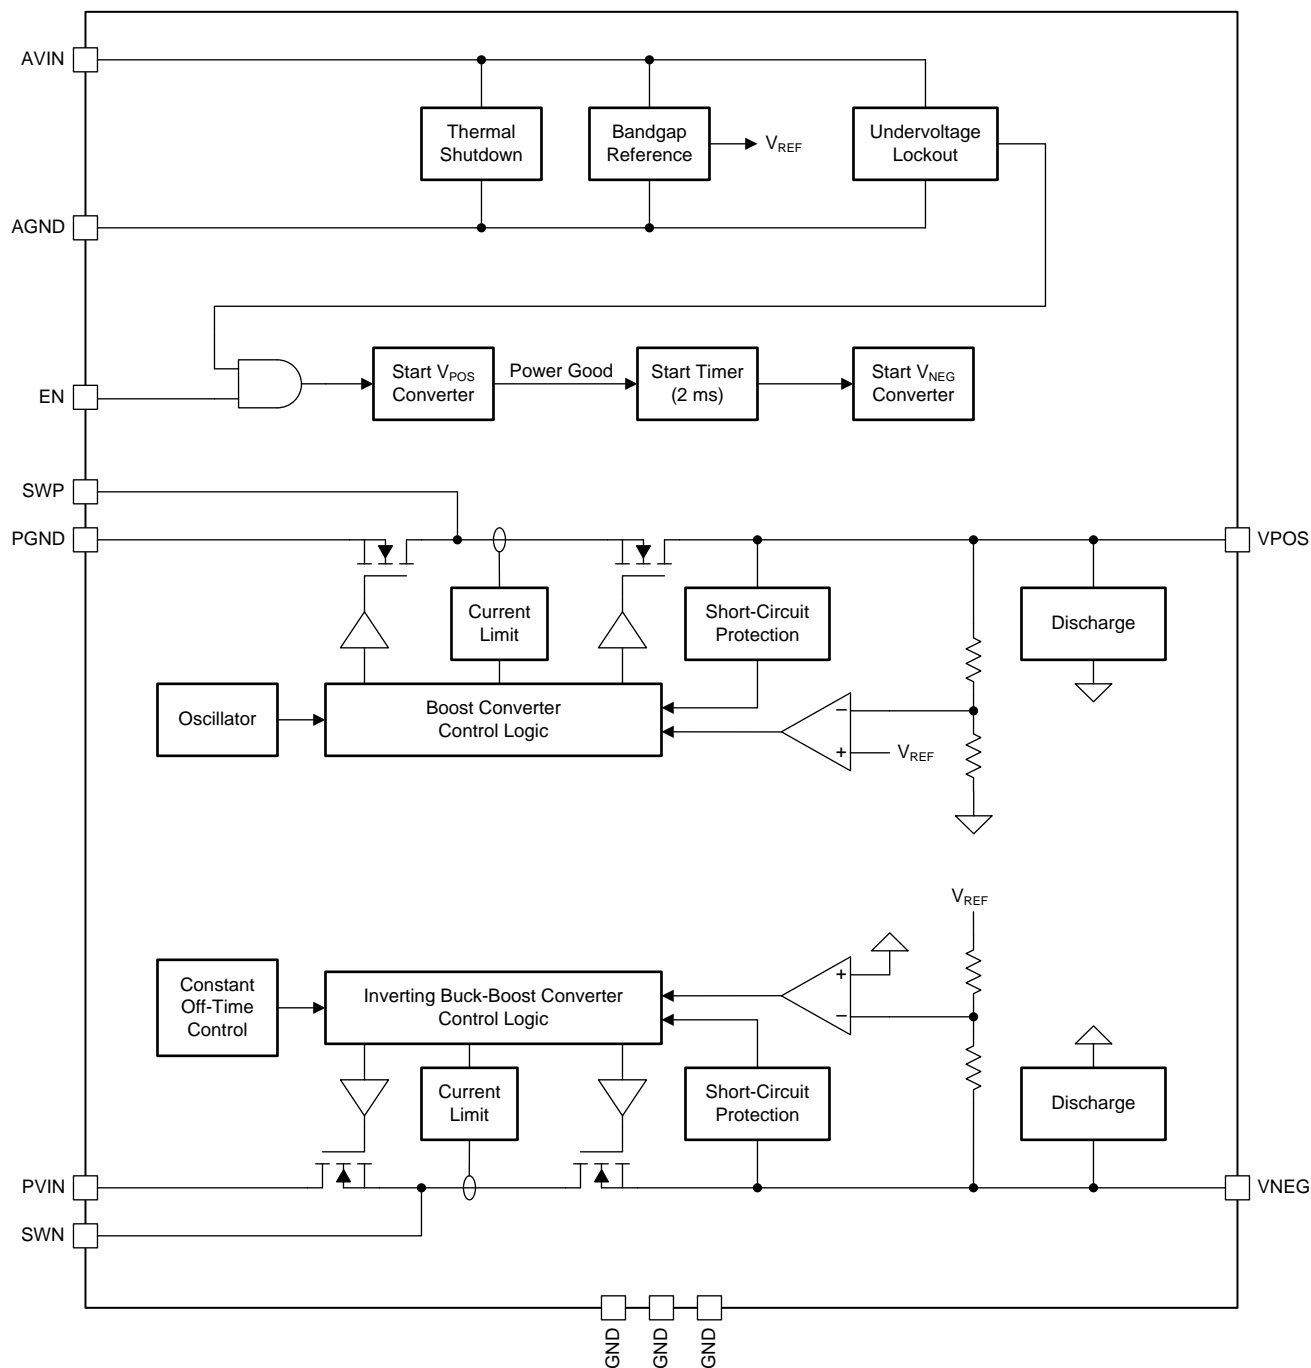 AVIN
Thermal
Shutdown
Bandgap
Reference
VREF
Undervoltage
Lockout
AGND
EN
Start VPOS
Converter
Power Good
Start Timer
(2 ms)
Start VNEG
Converter
SWP
PGND
VPOS
Current
Limit
Short-Circuit
Protection
Discharge
Oscillator
Boost Converter
Control Logic
−
+
VREF
VREF
Constant
Off-Time
Control
Inverting Buck-Boost Converter
Control Logic
+
−
Current
Limit
Short-Circuit
Protection
Discharge
PVIN
VNEG
SWN
GND
GND
GND